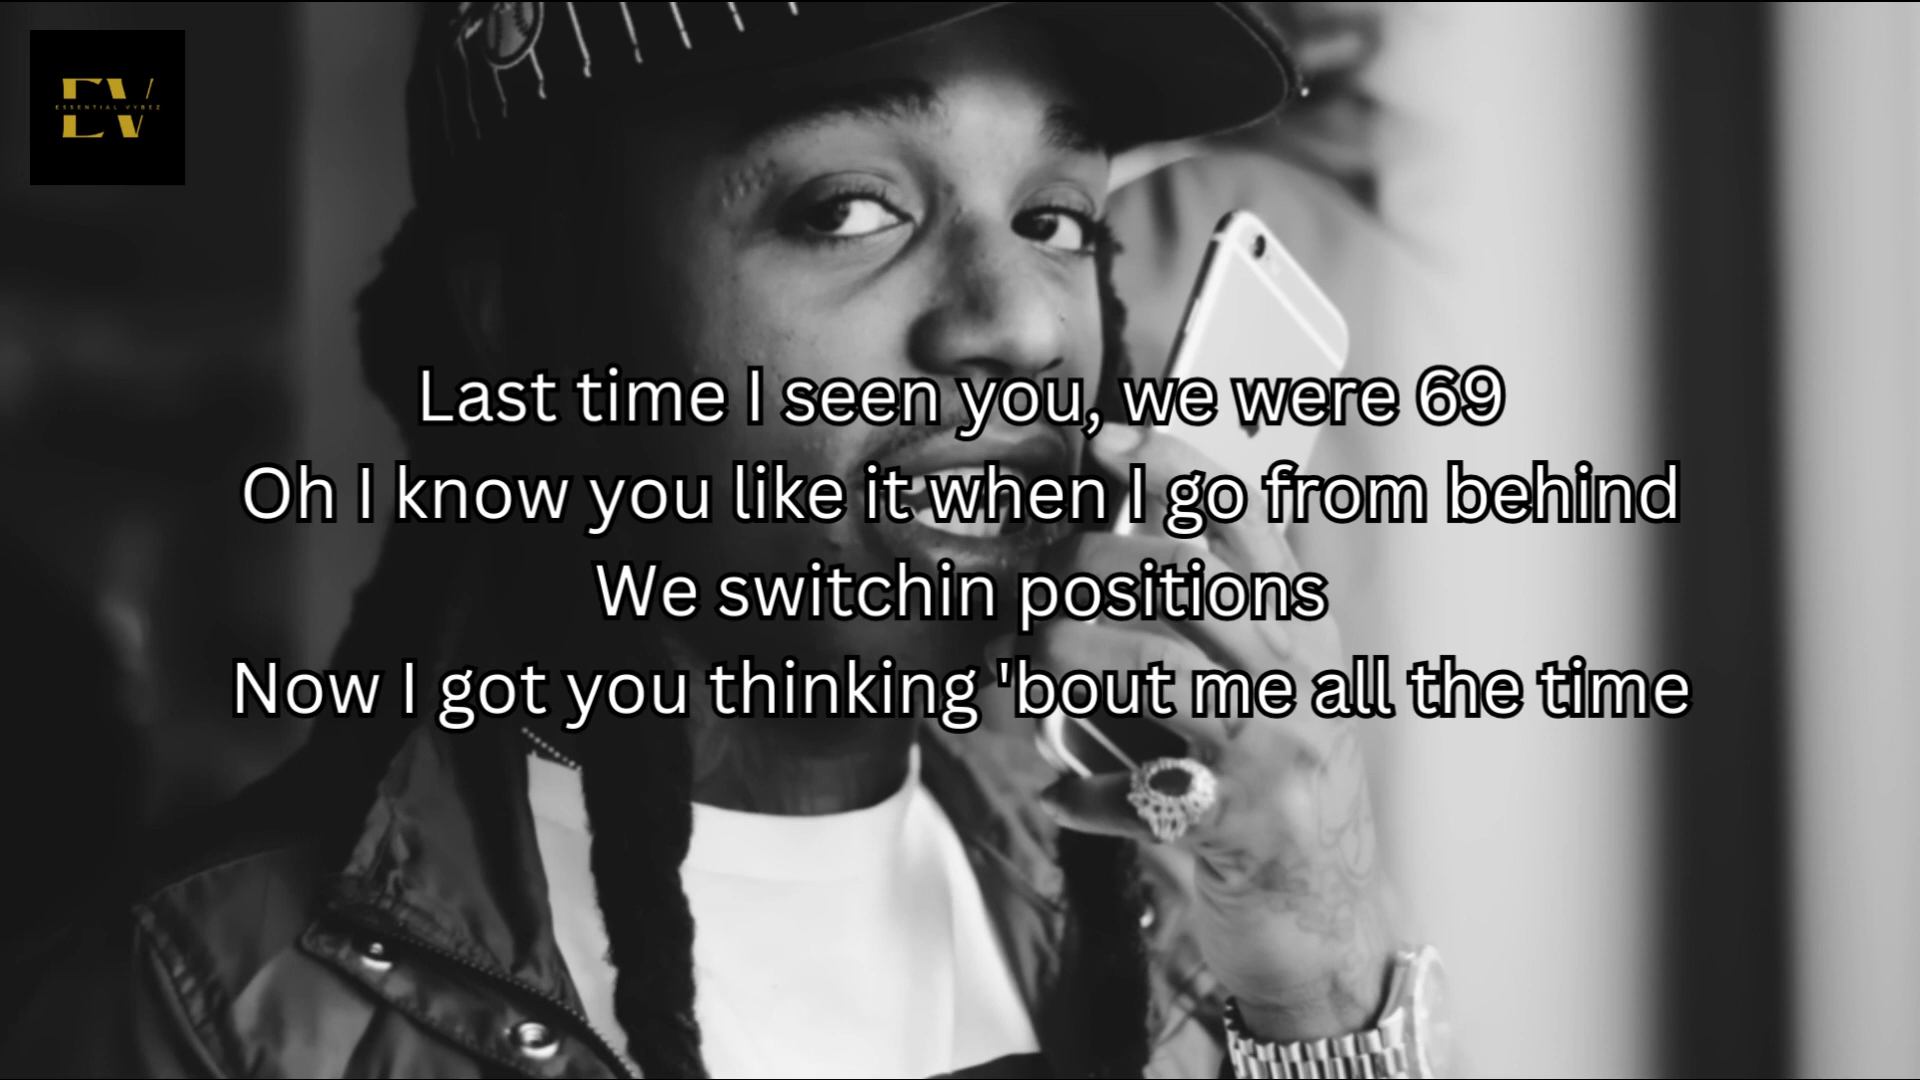 EV
ESSENTIAL VYBEZ
Last time I seen you, we were 69
Oh I know you like it when I go from behind
We switchin positions
Now I got you thinking 'bout me all the time